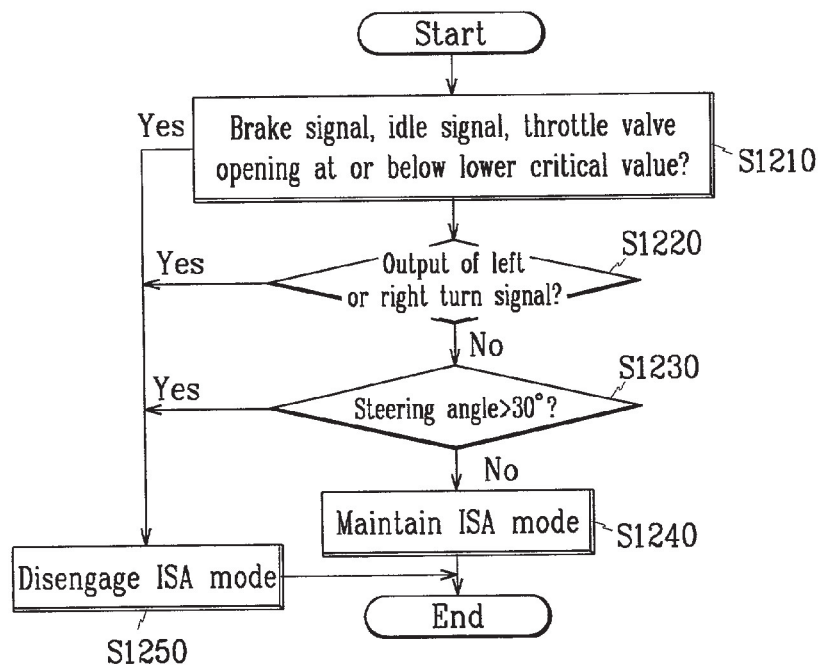 Start
Yes
Brake signal, idle signal, throttle valve
opening at or below lower critical value?
S1210
S1220
Yes
Output of left
or right turn signal?
No
S1230
Yes
Steering angle>30°?
No
Maintain ISA mode
S1240
Disengage ISA mode
End
S1250